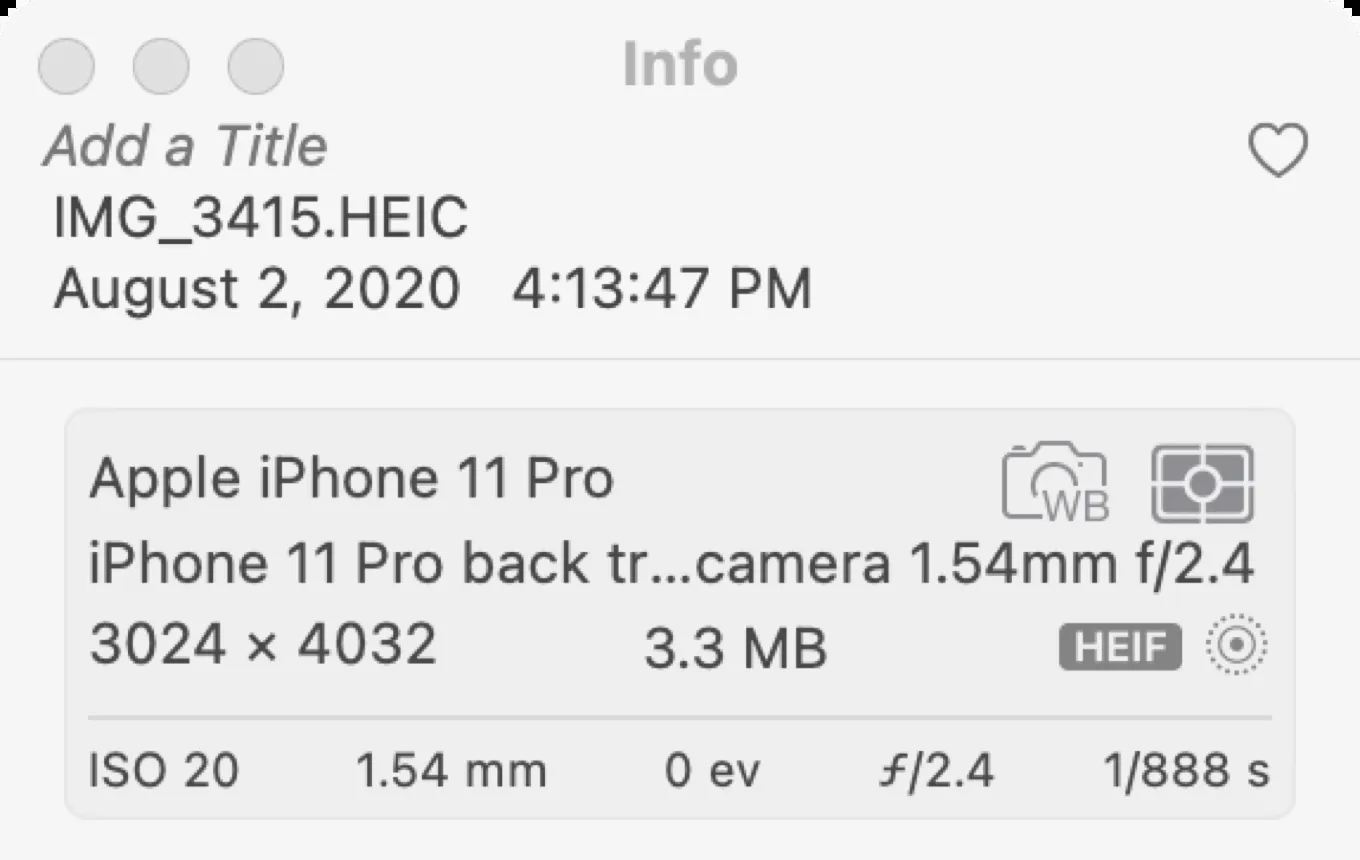 Info
Add a Title
IMG_3415.HEIC
August 2, 2020 4:13:47 PM
Apple iPhone 11 Pro
WB
iPhone 11 Pro back tr...camera 1.54mm f/2.4
3024 × 4032 3.3 MB HEIF
ISO 20 1.54 mm 0 ev ƒ/2.4 1/888 s